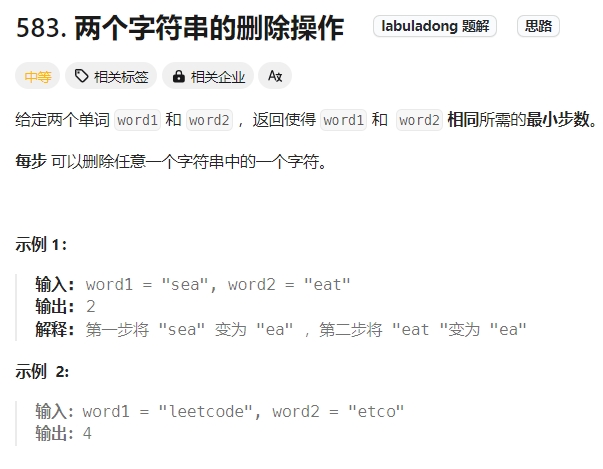 583. 两个字符串的删除操作 labuladong 题解 思路
中等 相关标签 相关企业 Az
给定两个单词 word1 和 word2 ，返回使得 word1 和 word2 相同所需的最小步数。
每步 可以删除任意一个字符串中的一个字符。
示例 1：
输入: word1 = "sea", word2 = "eat"
输出: 2
解释: 第一步将 "sea" 变为 "ea" ，第二步将 "eat "变为 "ea"
示例 2:
输入：word1 = "leetcode", word2 = "etco"
输出：4